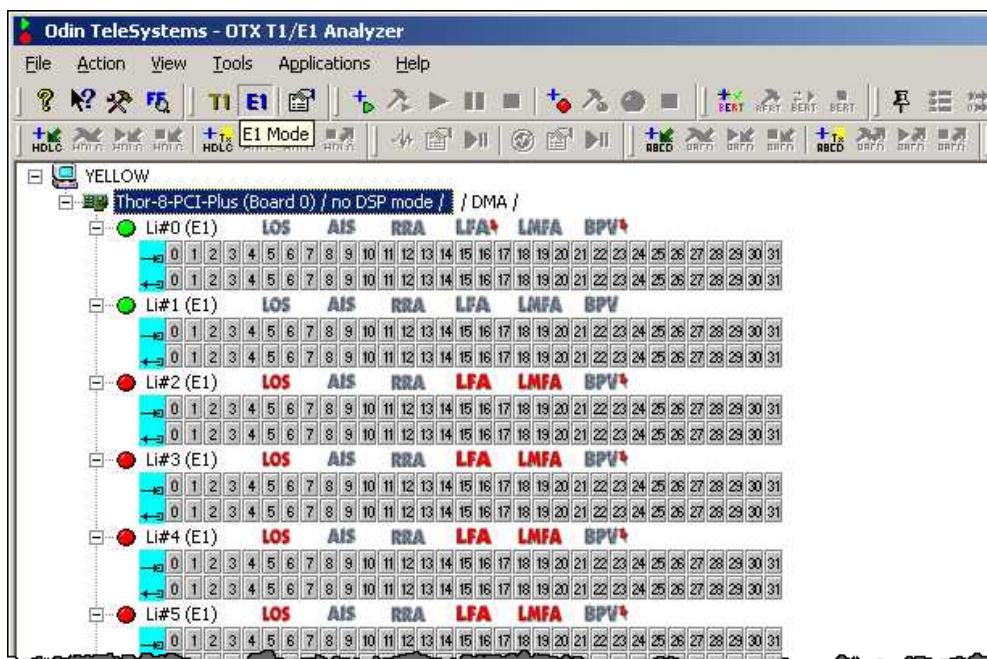 Odin TeleSystems - OTX T1/E1 Analyzer
File Action View Tools Applications Help
T1 E1 BERT BERT BERT BERT
HDLC HDLC HDLC HDLC HDLC E1 Mode ABCD ABCD
YELLOW
Thor-8-PCI-Plus (Board 0) / no DSP mode / / DMA /
Li#0 (E1) LOS AIS RRA LFA LMFA BPV
0 1 2 3 4 5 6 7 8 9 10 11 12 13 14 15 16 17 18 19 20 21 22 23 24 25 26 27 28 29 30 31
0 1 2 3 4 5 6 7 8 9 10 11 12 13 14 15 16 17 18 19 20 21 22 23 24 25 26 27 28 29 30 31
Li#1 (E1) LOS AIS RRA LFA LMFA BPV
0 1 2 3 4 5 6 7 8 9 10 11 12 13 14 15 16 17 18 19 20 21 22 23 24 25 26 27 28 29 30 31
0 1 2 3 4 5 6 7 8 9 10 11 12 13 14 15 16 17 18 19 20 21 22 23 24 25 26 27 28 29 30 31
Li#2 (E1) LOS AIS RRA LFA LMFA BPV
0 1 2 3 4 5 6 7 8 9 10 11 12 13 14 15 16 17 18 19 20 21 22 23 24 25 26 27 28 29 30 31
0 1 2 3 4 5 6 7 8 9 10 11 12 13 14 15 16 17 18 19 20 21 22 23 24 25 26 27 28 29 30 31
Li#3 (E1) LOS AIS RRA LFA LMFA BPV
0 1 2 3 4 5 6 7 8 9 10 11 12 13 14 15 16 17 18 19 20 21 22 23 24 25 26 27 28 29 30 31
0 1 2 3 4 5 6 7 8 9 10 11 12 13 14 15 16 17 18 19 20 21 22 23 24 25 26 27 28 29 30 31
Li#4 (E1) LOS AIS RRA LFA LMFA BPV
0 1 2 3 4 5 6 7 8 9 10 11 12 13 14 15 16 17 18 19 20 21 22 23 24 25 26 27 28 29 30 31
0 1 2 3 4 5 6 7 8 9 10 11 12 13 14 15 16 17 18 19 20 21 22 23 24 25 26 27 28 29 30 31
Li#5 (E1) LOS AIS RRA LFA LMFA BPV
0 1 2 3 4 5 6 7 8 9 10 11 12 13 14 15 16 17 18 19 20 21 22 23 24 25 26 27 28 29 30 31